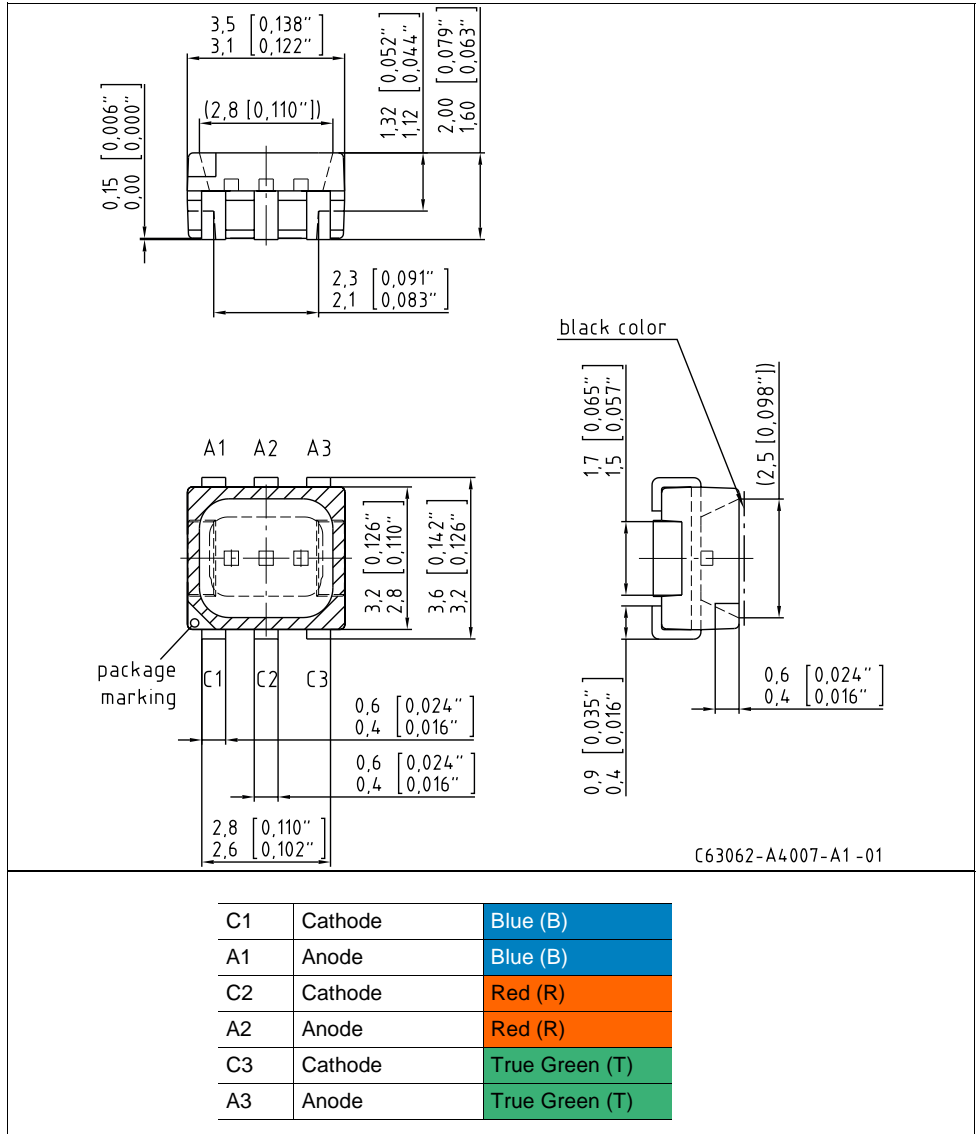 3,5 [0,138"]
3,1 [0,122"]
(2,8 [0,110"])
0,15 [0,006"]
0,00 [0,000"]
1,32 [0,052"]
1,12 [0,044"]
2,00 [0,079"]
1,60 [0,063"]
2,3 [0,091"]
2,1 [0,083"]
black color
A1 A2 A3
3,2 [0,126"]
2,8 [0,110"]
3,6 [0,142"]
3,2 [0,126"]
1,7 [0,065"]
1,5 [0,057"]
(2,5 [0,098"])
package
marking
C1 C2 C3
0,6 [0,024"]
0,4 [0,016"]
0,6 [0,024"]
0,4 [0,016"]
2,8 [0,110"]
2,6 [0,102"]
0,9 [0,035"]
0,4 [0,016"]
0,6 [0,024"]
0,4 [0,016"]
C63062-A4007-A1-01
C1 Cathode Blue (B)
A1 Anode Blue (B)
C2 Cathode Red (R)
A2 Anode Red (R)
C3 Cathode True Green (T)
A3 Anode True Green (T)